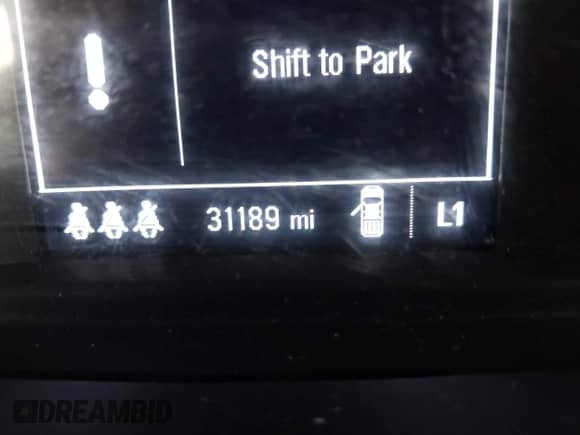 Shift to Park
31189 mi
L1
DREAMBID